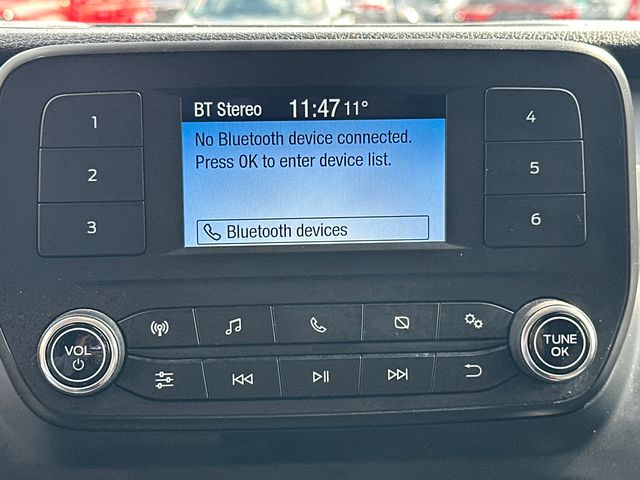 BT Stereo 11:47 11°
No Bluetooth device connected.
Press OK to enter device list.
Bluetooth devices
1
2
3
4
5
6
VOL
TUNE
OK